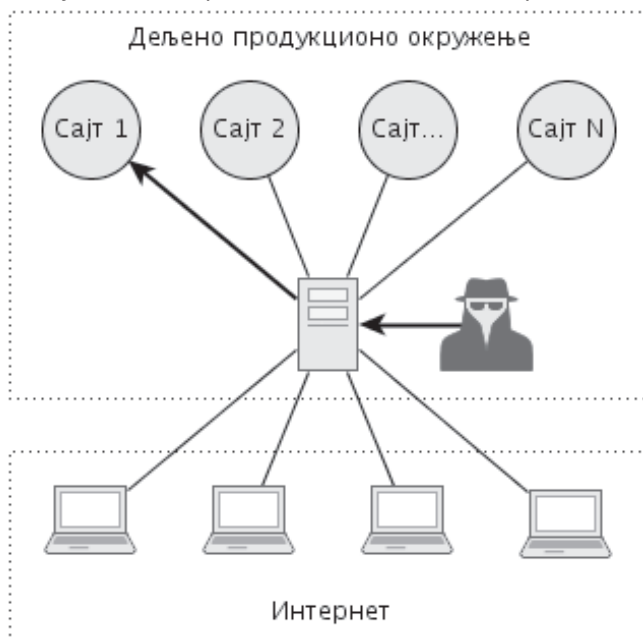 Дељено продукционо окружење
Сајт 1
Сајт 2
Сајт...
Сајт N
Интернет